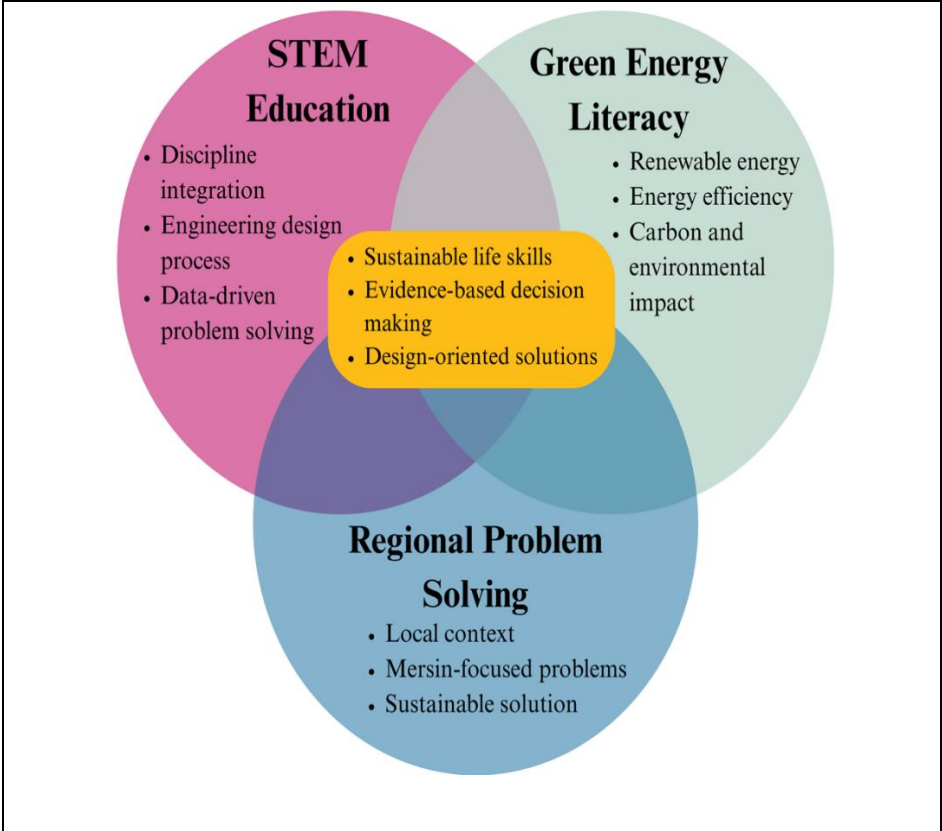 STEM
Education
• Discipline
integration
• Engineering design
process
• Data-driven
problem solving
Green Energy
Literacy
• Renewable energy
• Energy efficiency
• Carbon and
environmental
impact
• Sustainable life skills
• Evidence-based decision
making
• Design-oriented solutions
Regional Problem
Solving
• Local context
• Mersin-focused problems
• Sustainable solution